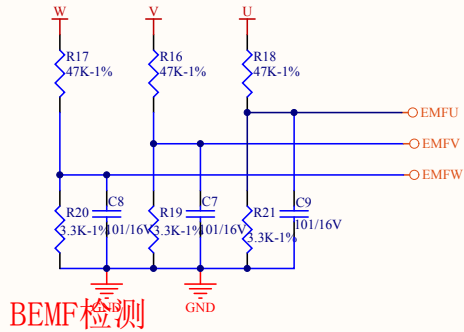 W V U
R17 R16 R18
47K-1% 47K-1% 47K-1%
EMFU
EMFV
EMFW
C8 C7 C9
R20 R19 R21
101/16V 101/16V 101/16V
3.3K-1% 3.3K-1% 3.3K-1%
GND GND
BEMF检测